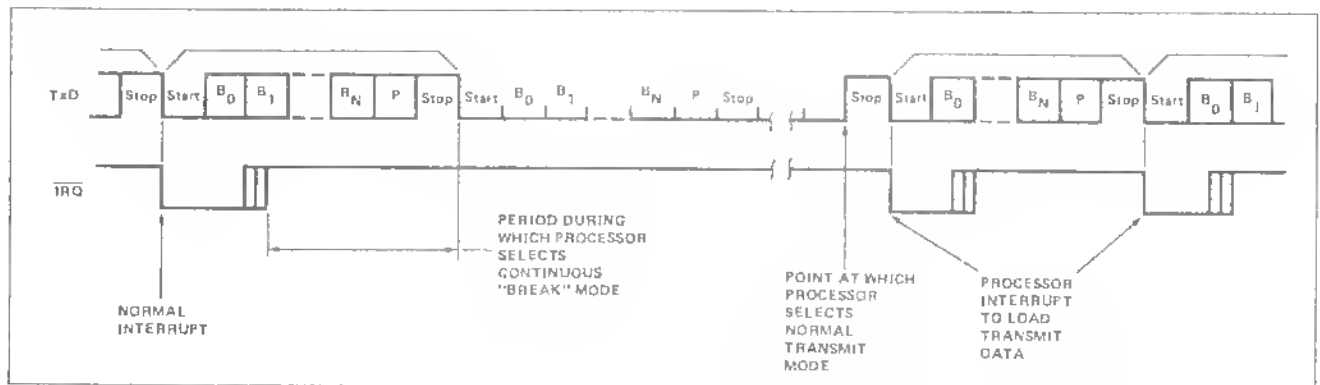 TxD Stop Start B0 B1 BN P Stop Start B0 B1 BN P Stop Stop Start B0 BN P Stop Start B0 B1
IRQ
NORMAL
INTERRUPT
PERIOD DURING
WHICH PROCESSOR
SELECTS
CONTINUOUS
"BREAK" MODE
POINT AT WHICH
PROCESSOR
SELECTS
NORMAL
TRANSMIT
MODE
PROCESSOR
INTERRUPT
TO LOAD
TRANSMIT
DATA